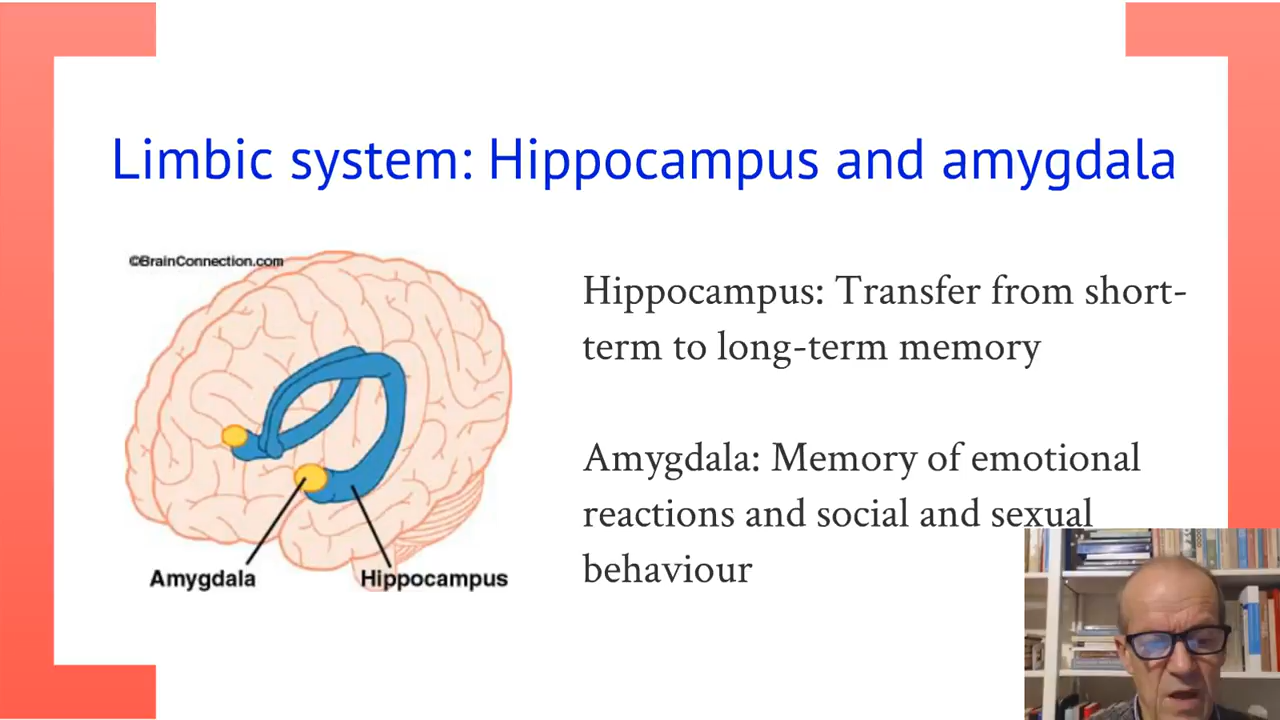 Limbic system: Hippocampus and amygdala
©BrainConnection.com
Amygdala
Hippocampus
Hippocampus: Transfer from short-
term to long-term memory
Amygdala: Memory of emotional
reactions and social and sexual
behaviour